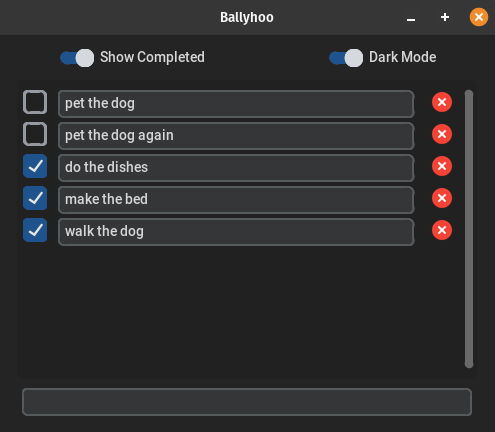 Ballyhoo
Show Completed
Dark Mode
pet the dog
pet the dog again
do the dishes
make the bed
walk the dog